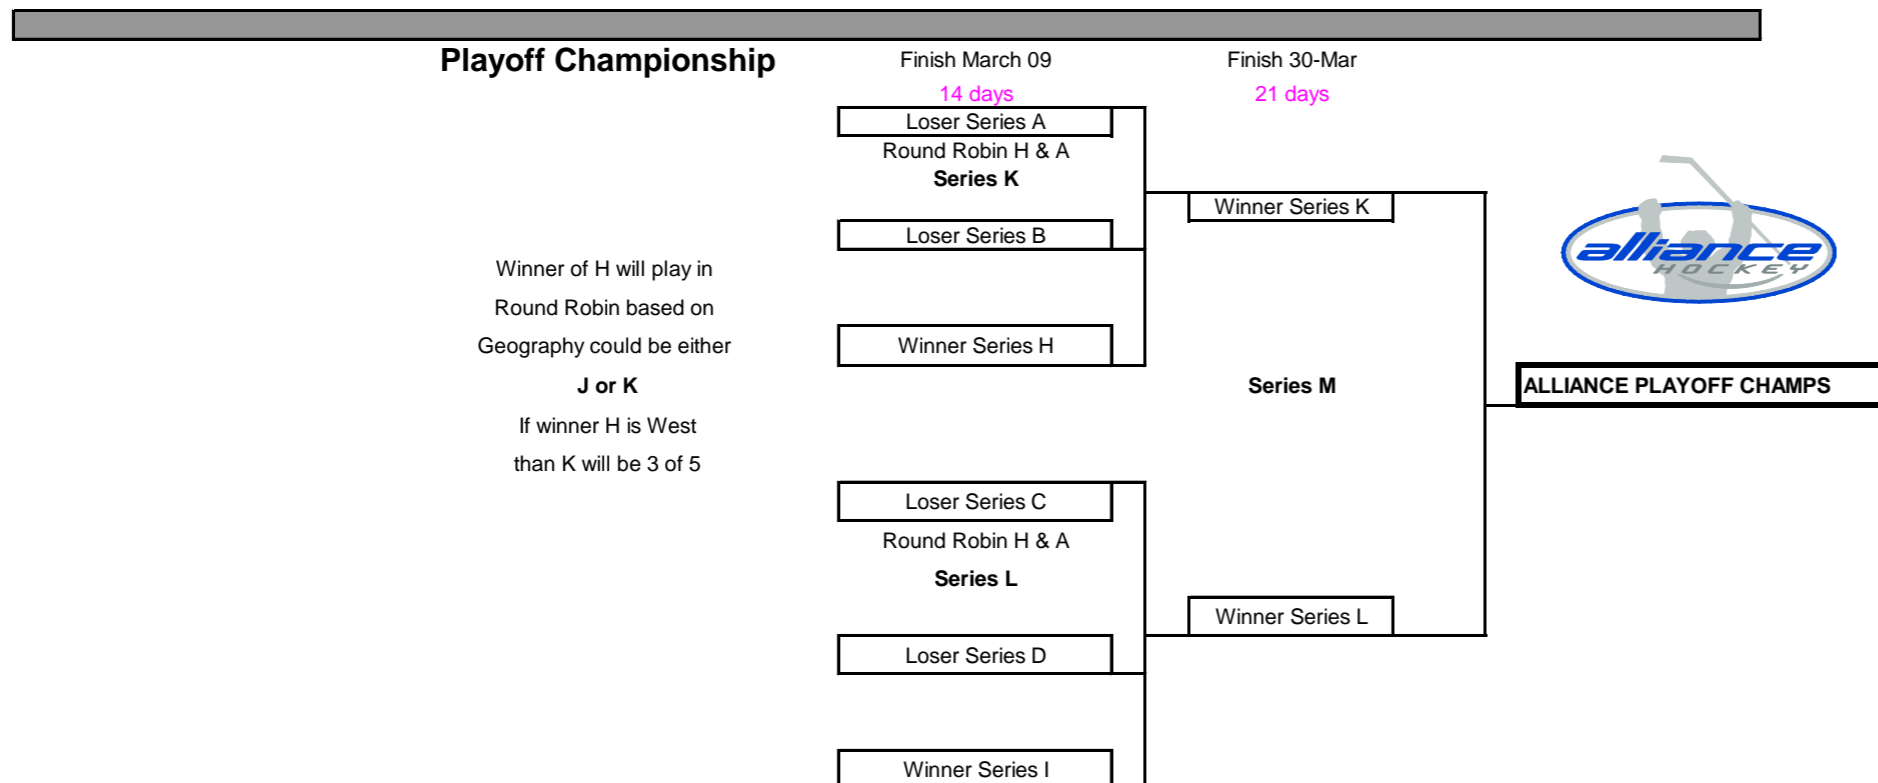 Playoff Championship
Finish March 09
Finish 30-Mar
14 days
21 days
Loser Series A
Round Robin H & A
Series K
Winner Series K
Loser Series B
Winner of H will play in
Round Robin based on
Geography could be either
J or K
If winner H is West
than K will be 3 of 5
Winner Series H
Series M
alliance
HOCKEY
ALLIANCE PLAYOFF CHAMPS
Loser Series C
Round Robin H & A
Series L
Winner Series L
Loser Series D
Winner Series I